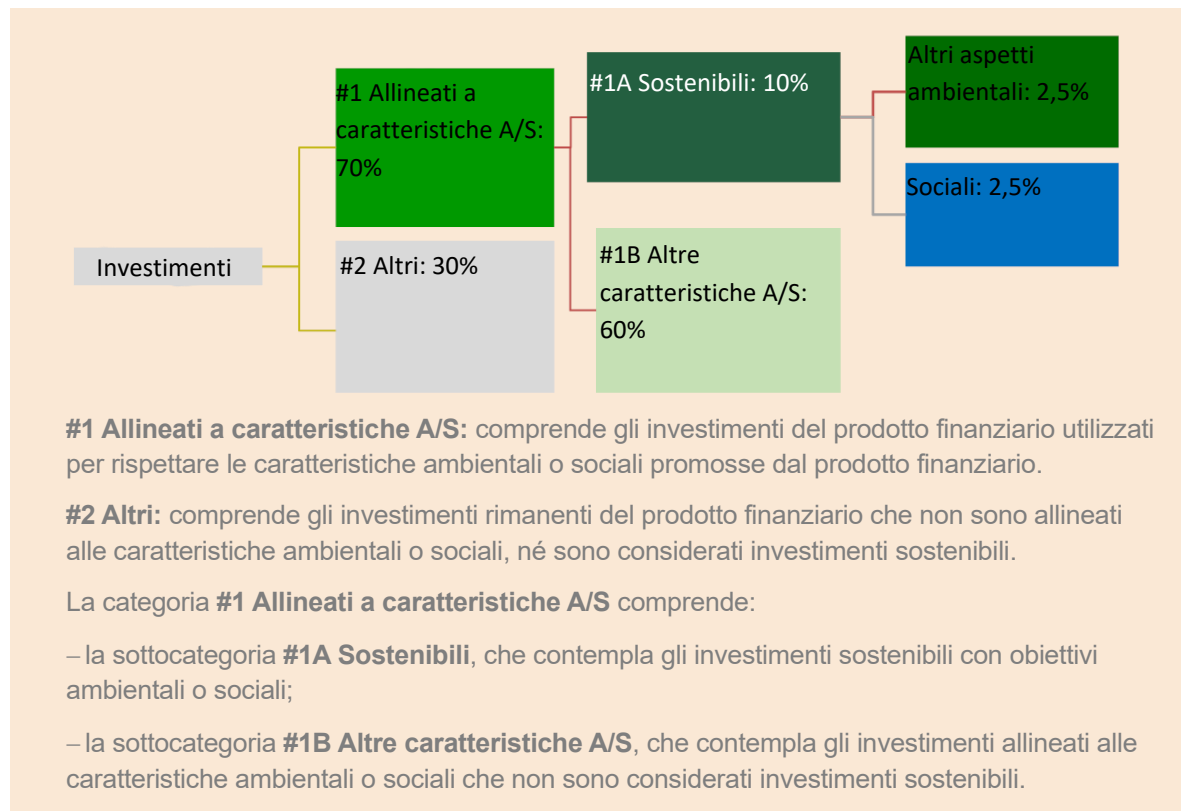 Investimenti
#1 Allineati a
caratteristiche A/S:
70%
#2 Altri: 30%
#1A Sostenibili: 10%
#1B Altre
caratteristiche A/S:
60%
Altri aspetti
ambientali: 2,5%
Sociali: 2,5%
#1 Allineati a caratteristiche A/S: comprende gli investimenti del prodotto finanziario utilizzati
per rispettare le caratteristiche ambientali o sociali promosse dal prodotto finanziario.
#2 Altri: comprende gli investimenti rimanenti del prodotto finanziario che non sono allineati
alle caratteristiche ambientali o sociali, né sono considerati investimenti sostenibili.
La categoria #1 Allineati a caratteristiche A/S comprende:
– la sottocategoria #1A Sostenibili, che contempla gli investimenti sostenibili con obiettivi
ambientali o sociali;
– la sottocategoria #1B Altre caratteristiche A/S, che contempla gli investimenti allineati alle
caratteristiche ambientali o sociali che non sono considerati investimenti sostenibili.